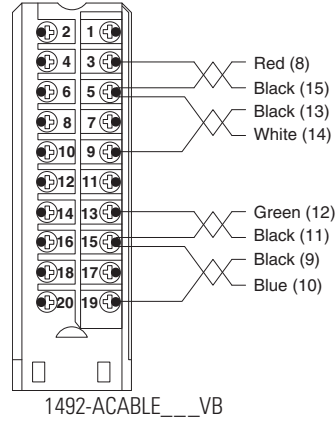 2 1
4 3
6 5
8 7
10 9
12 11
14 13
16 15
18 17
20 19
Red (8)
Black (15)
Black (13)
White (14)
Green (12)
Black (11)
Black (9)
Blue (10)
1492-ACABLE___VB